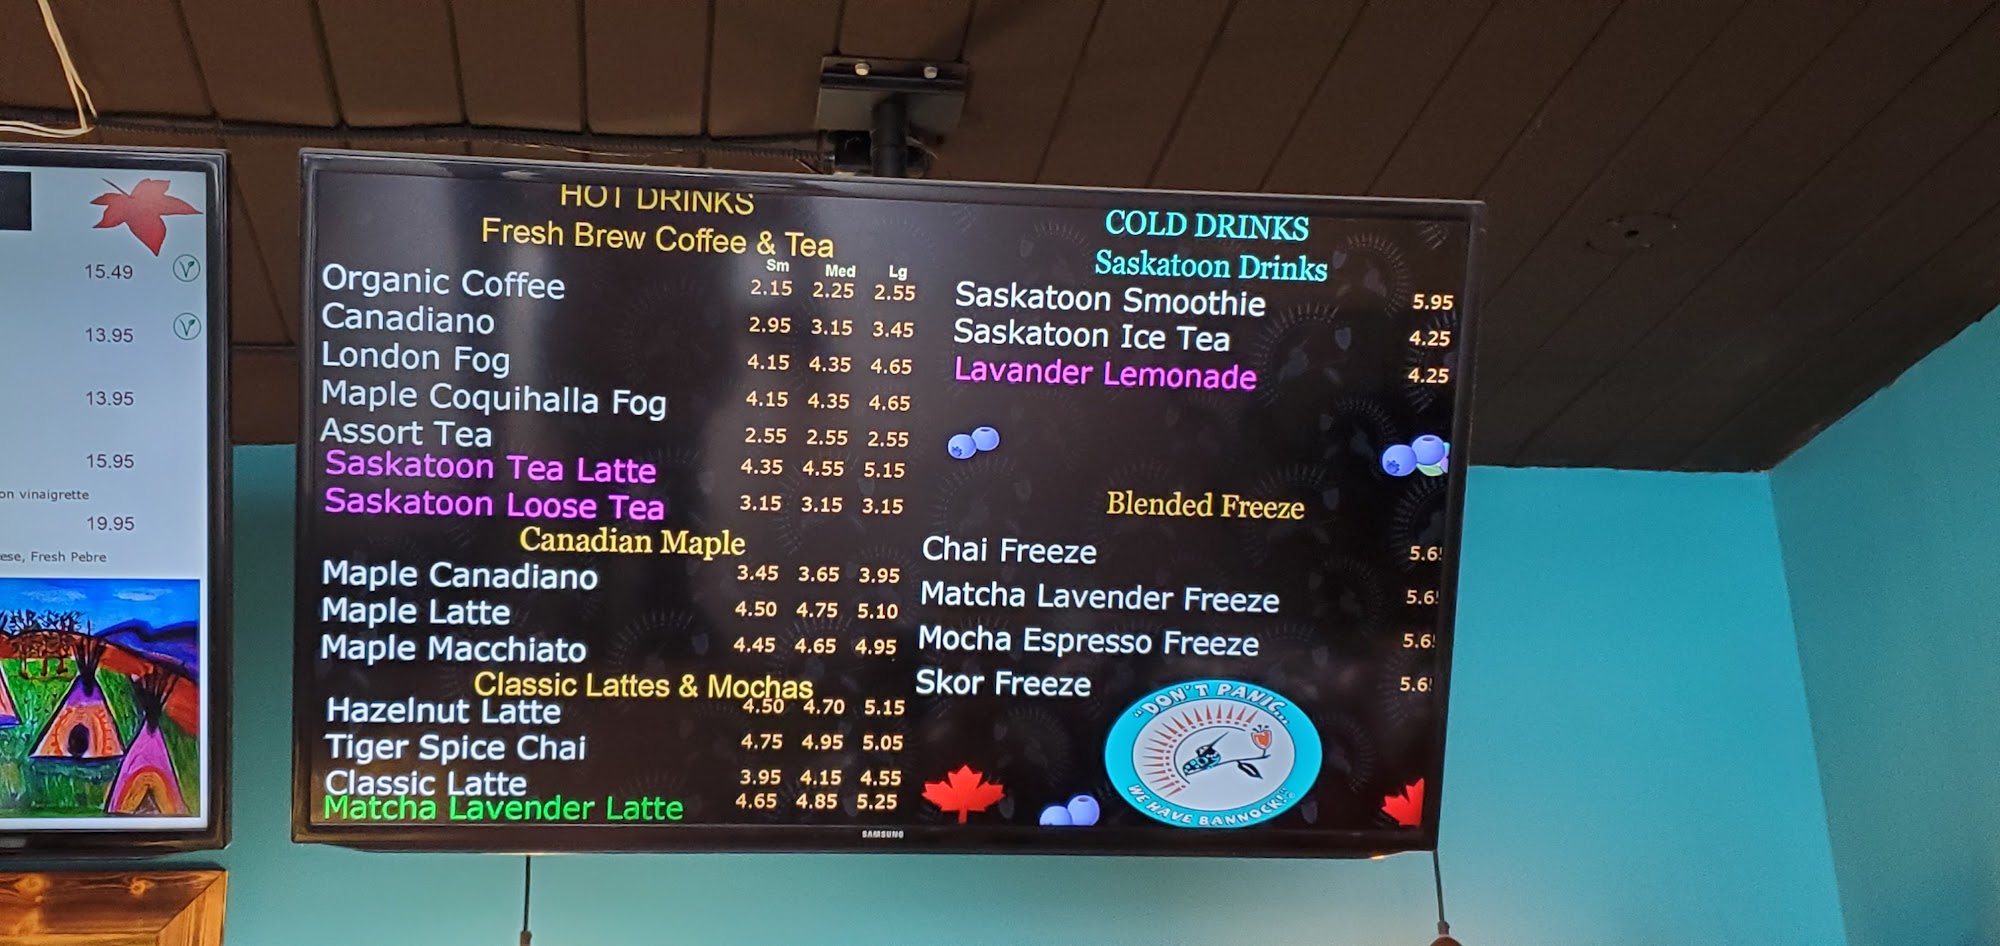 15.49
13.95
13.95
15.95
on vinaigrette
19.95
ese, Fresh Pebre
HOT DRINKS
Fresh Brew Coffee & Tea
Sm Med Lg
Organic Coffee 2.15 2.25 2.55
Canadiano 2.95 3.15 3.45
London Fog 4.15 4.35 4.65
Maple Coquihalla Fog 4.15 4.35 4.65
Assort Tea 2.55 2.55 2.55
Saskatoon Tea Latte 4.35 4.55 5.15
Saskatoon Loose Tea 3.15 3.15 3.15
Canadian Maple
Maple Canadiano 3.45 3.65 3.95
Maple Latte 4.50 4.75 5.10
Maple Macchiato 4.45 4.65 4.95
Classic Lattes & Mochas
Hazelnut Latte 4.50 4.70 5.15
Tiger Spice Chai 4.75 4.95 5.05
Classic Latte 3.95 4.15 4.55
Matcha Lavender Latte 4.65 4.85 5.25
COLD DRINKS
Saskatoon Drinks
Saskatoon Smoothie 5.95
Saskatoon Ice Tea 4.25
Lavander Lemonade 4.25
Blended Freeze
Chai Freeze
Matcha Lavender Freeze
Mocha Espresso Freeze
Skor Freeze
"DON'T PANIC...
WE HAVE BANNOCK!"
SAMSUNG